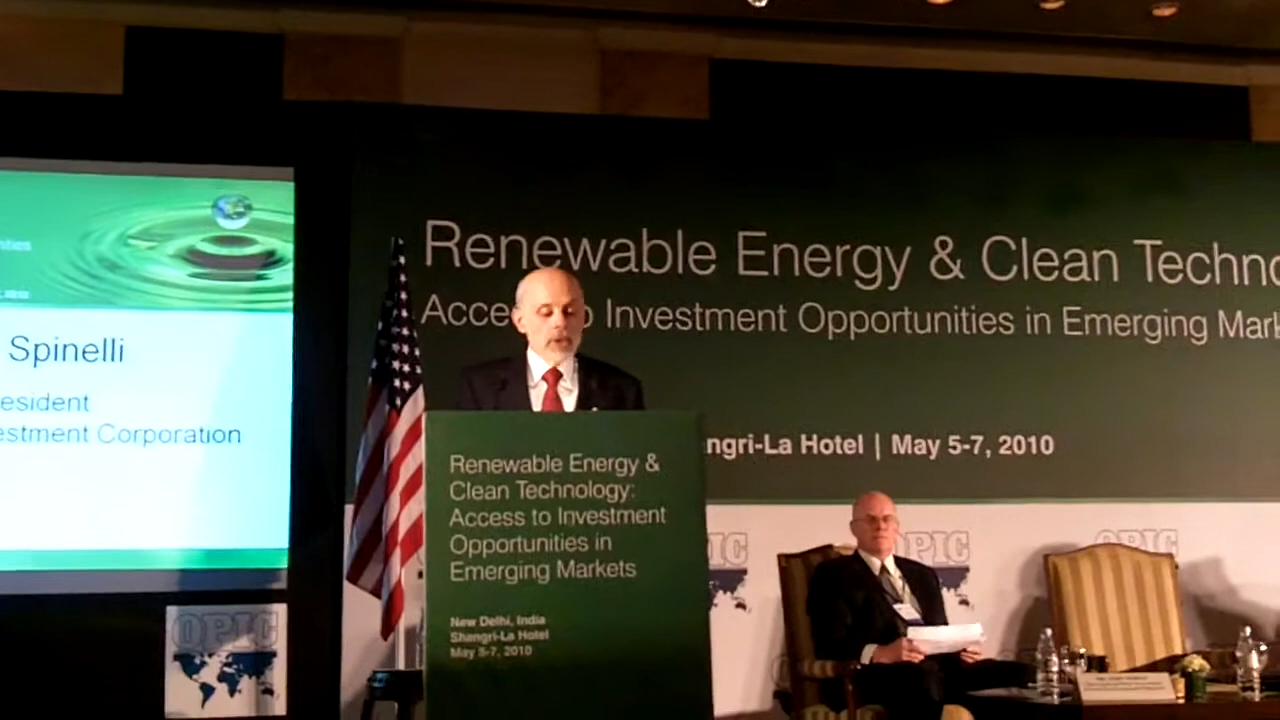 Spinelli
esident
estment Corporation
OPIC
Renewable Energy & Clean Techno
Acce o Investment Opportunities in Emerging Mark
ngri-La Hotel | May 5-7, 2010
Renewable Energy &
Clean Technology:
Access to Investment
Opportunities in
Emerging Markets
New Delhi, India
Shangri-La Hotel
May 5-7, 2010
IC
OPIC
OPIC